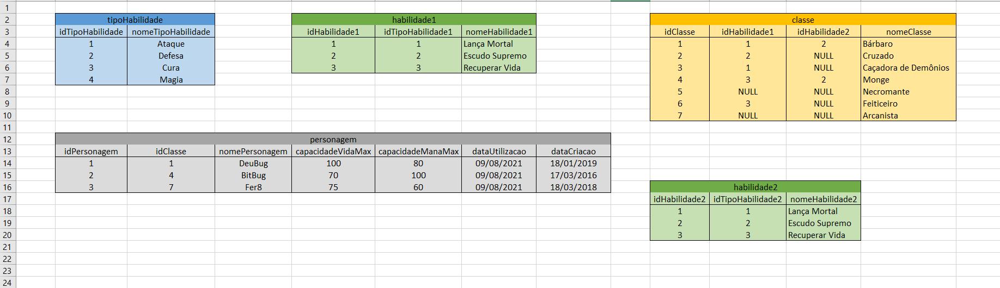 1
2 tipoHabilidade habilidade1 classe
3 idTipoHabilidade nomeTipoHabilidade idHabilidade1 idTipoHabilidade1 nomeHabilidade1 idClasse idHabilidade1 idHabilidade2 nomeClasse
4 1 Ataque 1 1 Lança Mortal 1 1 2 Bárbaro
5 2 Defesa 2 2 Escudo Supremo 2 2 NULL Cruzado
6 3 Cura 3 3 Recuperar Vida 3 1 NULL Caçadora de Demônios
7 4 Magia 4 3 2 Monge
8 5 NULL NULL Necromante
9 6 3 NULL Feiticeiro
10 7 NULL NULL Arcanista
11
12 personagem
13 idPersonagem idClasse nomePersonagem capacidadeVidaMax capacidadeManaMax dataUtilizacao dataCriacao
14 1 1 DeuBug 100 80 09/08/2021 18/01/2019
15 2 4 BitBug 70 100 09/08/2021 17/03/2016
16 3 7 Fer8 75 60 09/08/2021 18/03/2018 habilidade2
17 idHabilidade2 idTipoHabilidade2 nomeHabilidade2
18 1 1 Lança Mortal
19 2 2 Escudo Supremo
20 3 3 Recuperar Vida
21
22
23
24